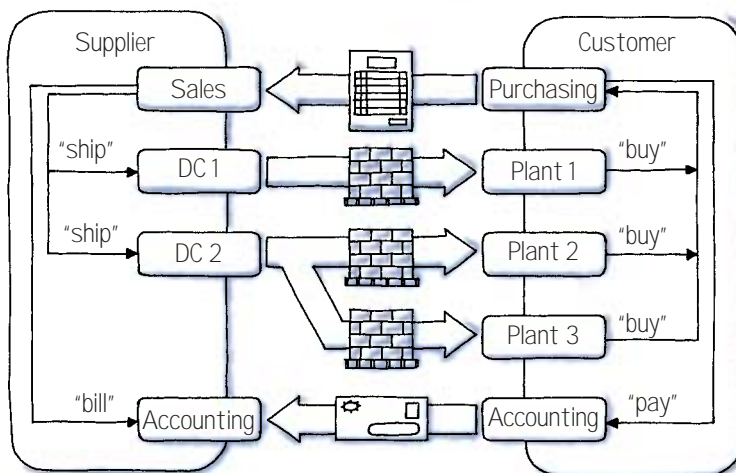 Supplier
Customer
Sales
Purchasing
"ship"
DC 1
Plant 1
"buy"
"ship"
DC 2
Plant 2
"buy"
Plant 3
"buy"
"bill"
Accounting
Accounting
"pay"